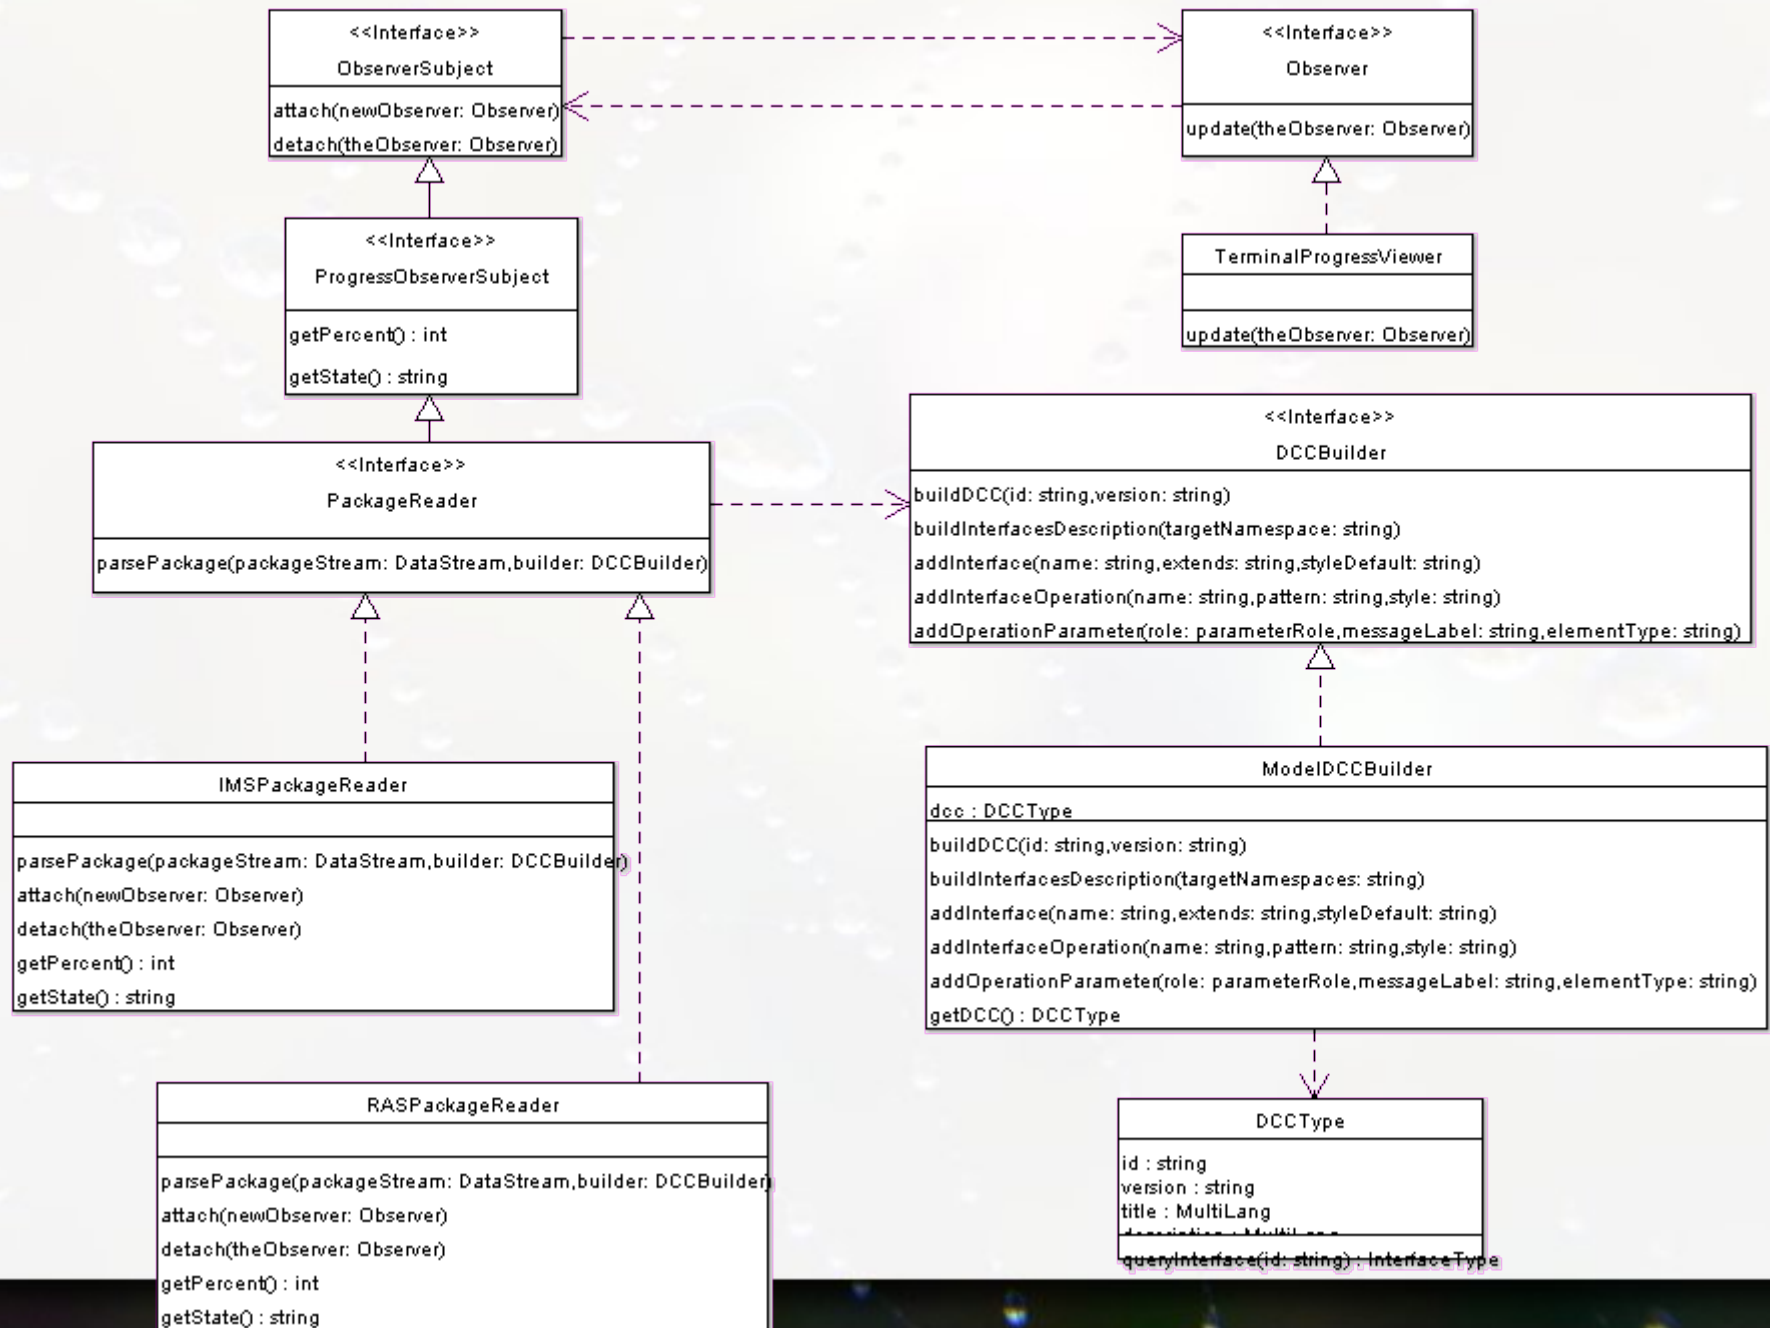 <<Interface>>
ObserverSubject
attach(newObserver: Observer)
detach(theObserver: Observer)
<<Interface>>
Observer
update(theObserver: Observer)
<<Interface>>
ProgressObserverSubject
getPercent() : int
getState() : string
TerminalProgressViewer
update(theObserver: Observer)
<<Interface>>
PackageReader
parsePackage(packageStream: DataStream,builder: DCCBuilder)
<<Interface>>
DCCBuilder
buildDCC(id: string,version: string)
buildInterfacesDescription(targetNamespace: string)
addInterface(name: string,extends: string,styleDefault: string)
addInterfaceOperation(name: string,pattern: string,style: string)
addOperationParameter(role: parameterRole,messageLabel: string,elementType: string)
IMSPackageReader
parsePackage(packageStream: DataStream,builder: DCCBuilder)
attach(newObserver: Observer)
detach(theObserver: Observer)
getPercent() : int
getState() : string
ModelDCCBuilder
dcc : DCCType
buildDCC(id: string,version: string)
buildInterfacesDescription(targetNamespaces: string)
addInterface(name: string,extends: string,styleDefault: string)
addInterfaceOperation(name: string,pattern: string,style: string)
addOperationParameter(role: parameterRole,messageLabel: string,elementType: string)
getDCC() : DCCType
RASPackageReader
parsePackage(packageStream: DataStream,builder: DCCBuilder)
attach(newObserver: Observer)
detach(theObserver: Observer)
getPercent() : int
getState() : string
DCCType
id : string
version : string
title : MultiLang
description : MultiLang
queryInterface(id: string) : InterfaceType